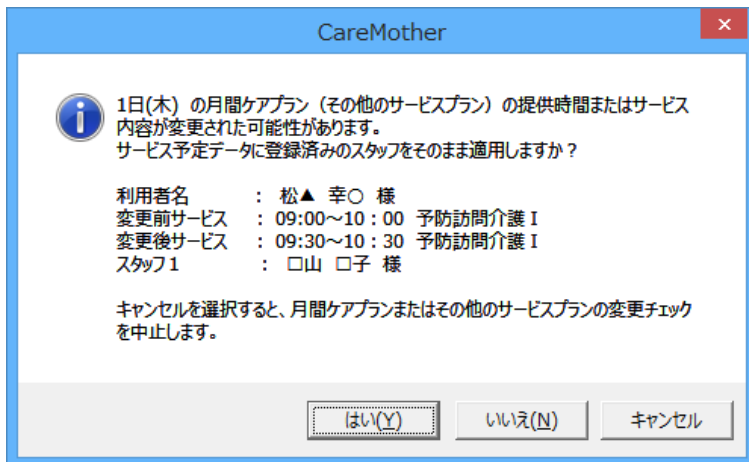 CareMother
1日(木) の月間ケアプラン（その他のサービスプラン）の提供時間またはサービス
内容が変更された可能性があります。
サービス予定データに登録済みのスタッフをそのまま適用しますか？
利用者名 ： 松▲ 幸○ 様
変更前サービス ： 09:00～10：00 予防訪問介護Ⅰ
変更後サービス ： 09:30～10：30 予防訪問介護Ⅰ
スタッフ1 ： □山 □子 様
キャンセルを選択すると、月間ケアプランまたはその他のサービスプランの変更チェック
を中止します。
はい(Y) いいえ(N) キャンセル